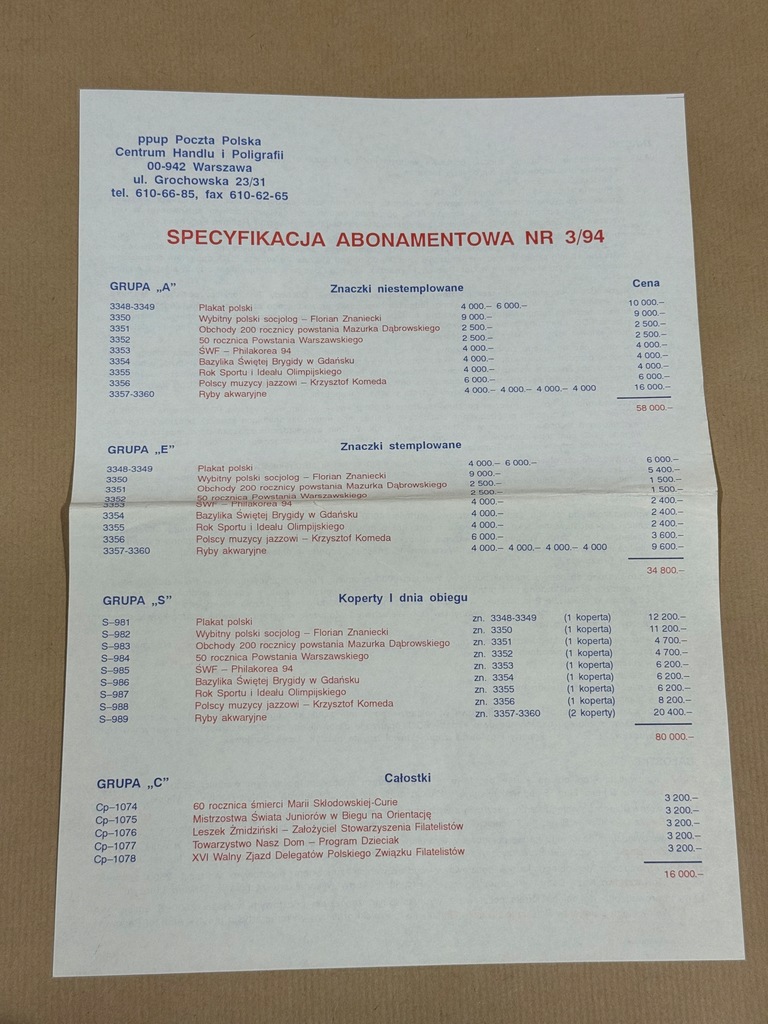 ppup Poczta Polska
Centrum Handlu i Poligrafii
00-942 Warszawa
ul. Grochowska 23/31
tel. 610-66-85, fax 610-62-65
SPECYFIKACJA ABONAMENTOWA NR 3/94
GRUPA „A” Znaczki niestemplowane Cena
3348-3349 Plakat polski 4 000.– 6 000.– 10 000.–
3350 Wybitny polski socjolog – Florian Znaniecki 9 000.– 9 000.–
3351 Obchody 200 rocznicy powstania Mazurka Dąbrowskiego 2 500.– 2 500.–
3352 50 rocznica Powstania Warszawskiego 2 500.– 2 500.–
3353 ŚWF – Philakorea 94 4 000.– 4 000.–
3354 Bazylika Świętej Brygidy w Gdańsku 4 000.– 4 000.–
3355 Rok Sportu i Ideału Olimpijskiego 4 000.– 4 000.–
3356 Polscy muzycy jazzowi – Krzysztof Komeda 6 000.– 6 000.–
3357-3360 Ryby akwaryjne 4 000.– 4 000.– 4 000.– 4 000 16 000.–
58 000.–
GRUPA „E” Znaczki stemplowane
3348-3349 Plakat polski 4 000.– 6 000.– 6 000.–
3350 Wybitny polski socjolog – Florian Znaniecki 9 000.– 5 400.–
3351 Obchody 200 rocznicy powstania Mazurka Dąbrowskiego 2 500.– 1 500.–
3352 50 rocznica Powstania Warszawskiego 2 500.– 1 500.–
3353 ŚWF – Philakorea 94 4 000.– 2 400.–
3354 Bazylika Świętej Brygidy w Gdańsku 4 000.– 2 400.–
3355 Rok Sportu i Ideału Olimpijskiego 4 000.– 2 400.–
3356 Polscy muzycy jazzowi – Krzysztof Komeda 6 000.– 3 600.–
3357-3360 Ryby akwaryjne 4 000.– 4 000.– 4 000.– 4 000 9 600.–
34 800.–
GRUPA „S” Koperty I dnia obiegu
S–981 Plakat polski zn. 3348-3349 (1 koperta) 12 200.–
S–982 Wybitny polski socjolog – Florian Znaniecki zn. 3350 (1 koperta) 11 200.–
S–983 Obchody 200 rocznicy powstania Mazurka Dąbrowskiego zn. 3351 (1 koperta) 4 700.–
S–984 50 rocznica Powstania Warszawskiego zn. 3352 (1 koperta) 4 700.–
S–985 ŚWF – Philakorea 94 zn. 3353 (1 koperta) 6 200.–
S–986 Bazylika Świętej Brygidy w Gdańsku zn. 3354 (1 koperta) 6 200.–
S–987 Rok Sportu i Ideału Olimpijskiego zn. 3355 (1 koperta) 6 200.–
S–988 Polscy muzycy jazzowi – Krzysztof Komeda zn. 3356 (1 koperta) 8 200.–
S–989 Ryby akwaryjne zn. 3357-3360 (2 koperty) 20 400.–
80 000.–
GRUPA „C” Całostki
Cp–1074 60 rocznica śmierci Marii Skłodowskiej-Curie 3 200.–
Cp–1075 Mistrzostwa Świata Juniorów w Biegu na Orientację 3 200.–
Cp–1076 Leszek Żmidziński – Założyciel Stowarzyszenia Filatelistów 3 200.–
Cp–1077 Towarzystwo Nasz Dom – Program Dzieciak 3 200.–
Cp–1078 XVI Walny Zjazd Delegatów Polskiego Związku Filatelistów 3 200.–
16 000.–